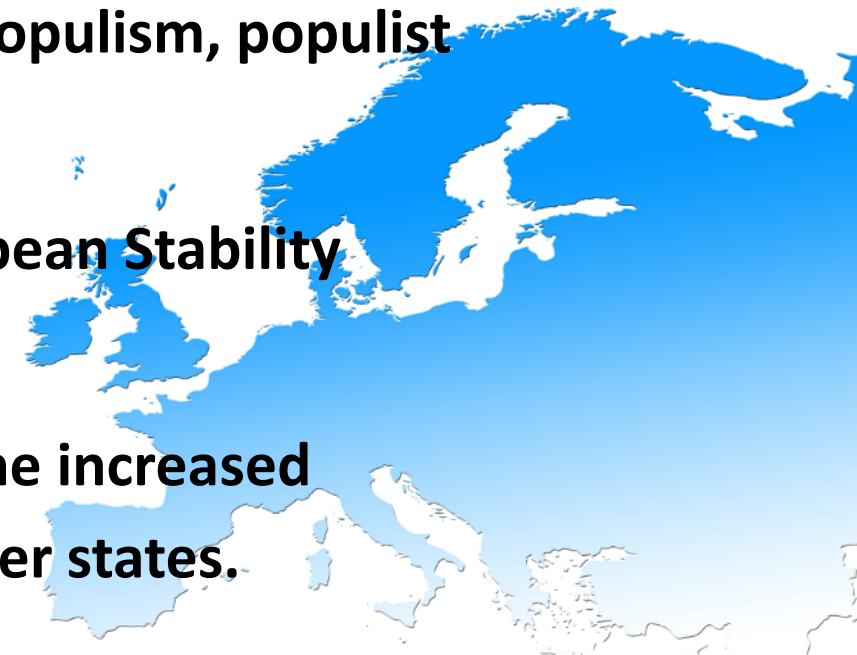 opulism, populist
pean Stability
he increased
er states.